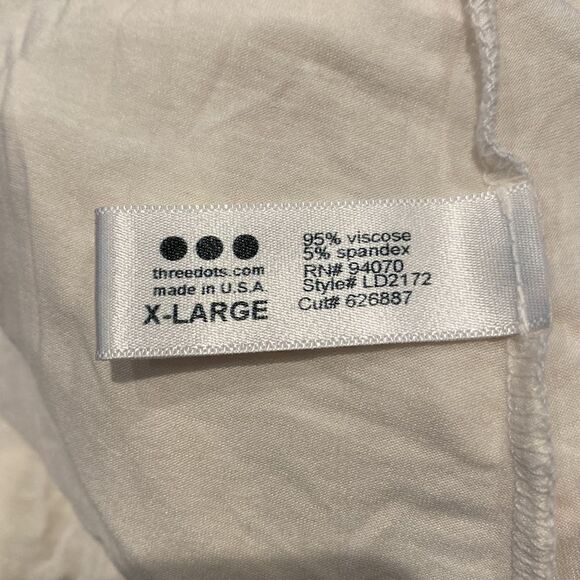 threedots.com
made in U.S.A.
X-LARGE
95% viscose
5% spandex
RN# 94070
Style# LD2172
Cut# 626887